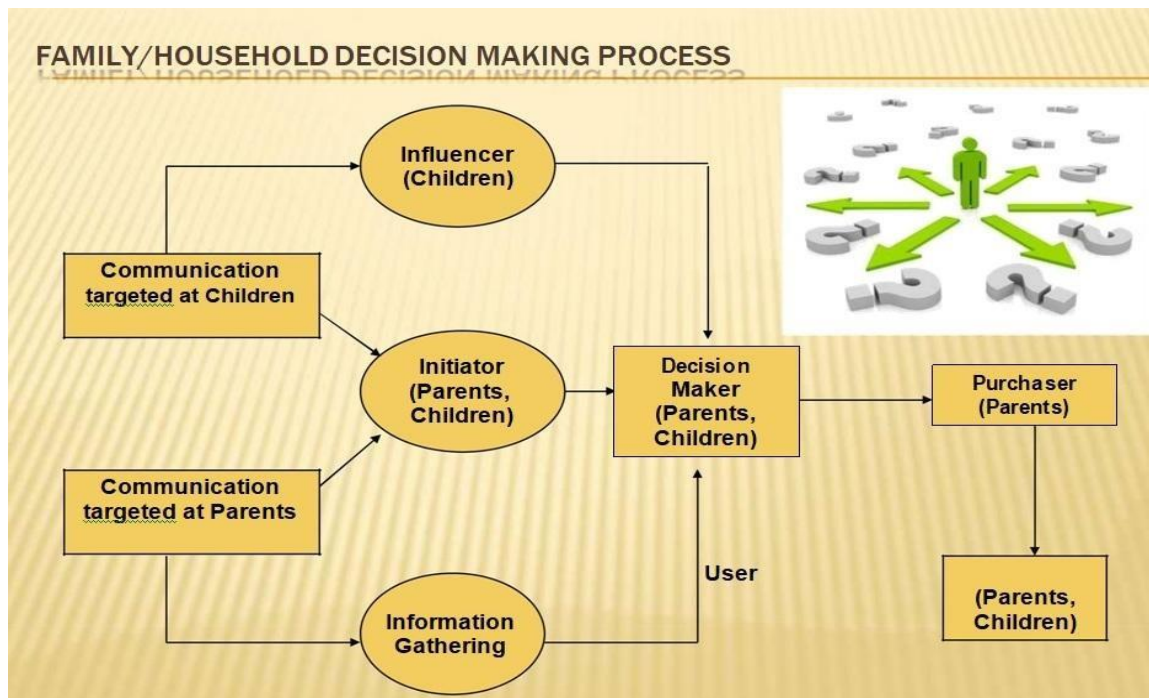 FAMILY/HOUSEHOLD DECISION MAKING PROCESS
Influencer
(Children)
Communication
targeted at Children
Initiator
(Parents,
Children)
Decision
Maker
(Parents,
Children)
Purchaser
(Parents)
Communication
targeted at Parents
User
(Parents,
Children)
Information
Gathering